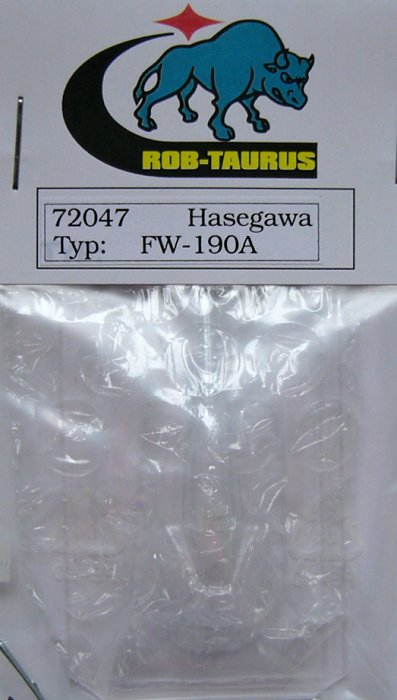 ROB-TAURUS
72047 Hasegawa
Typ: FW-190A